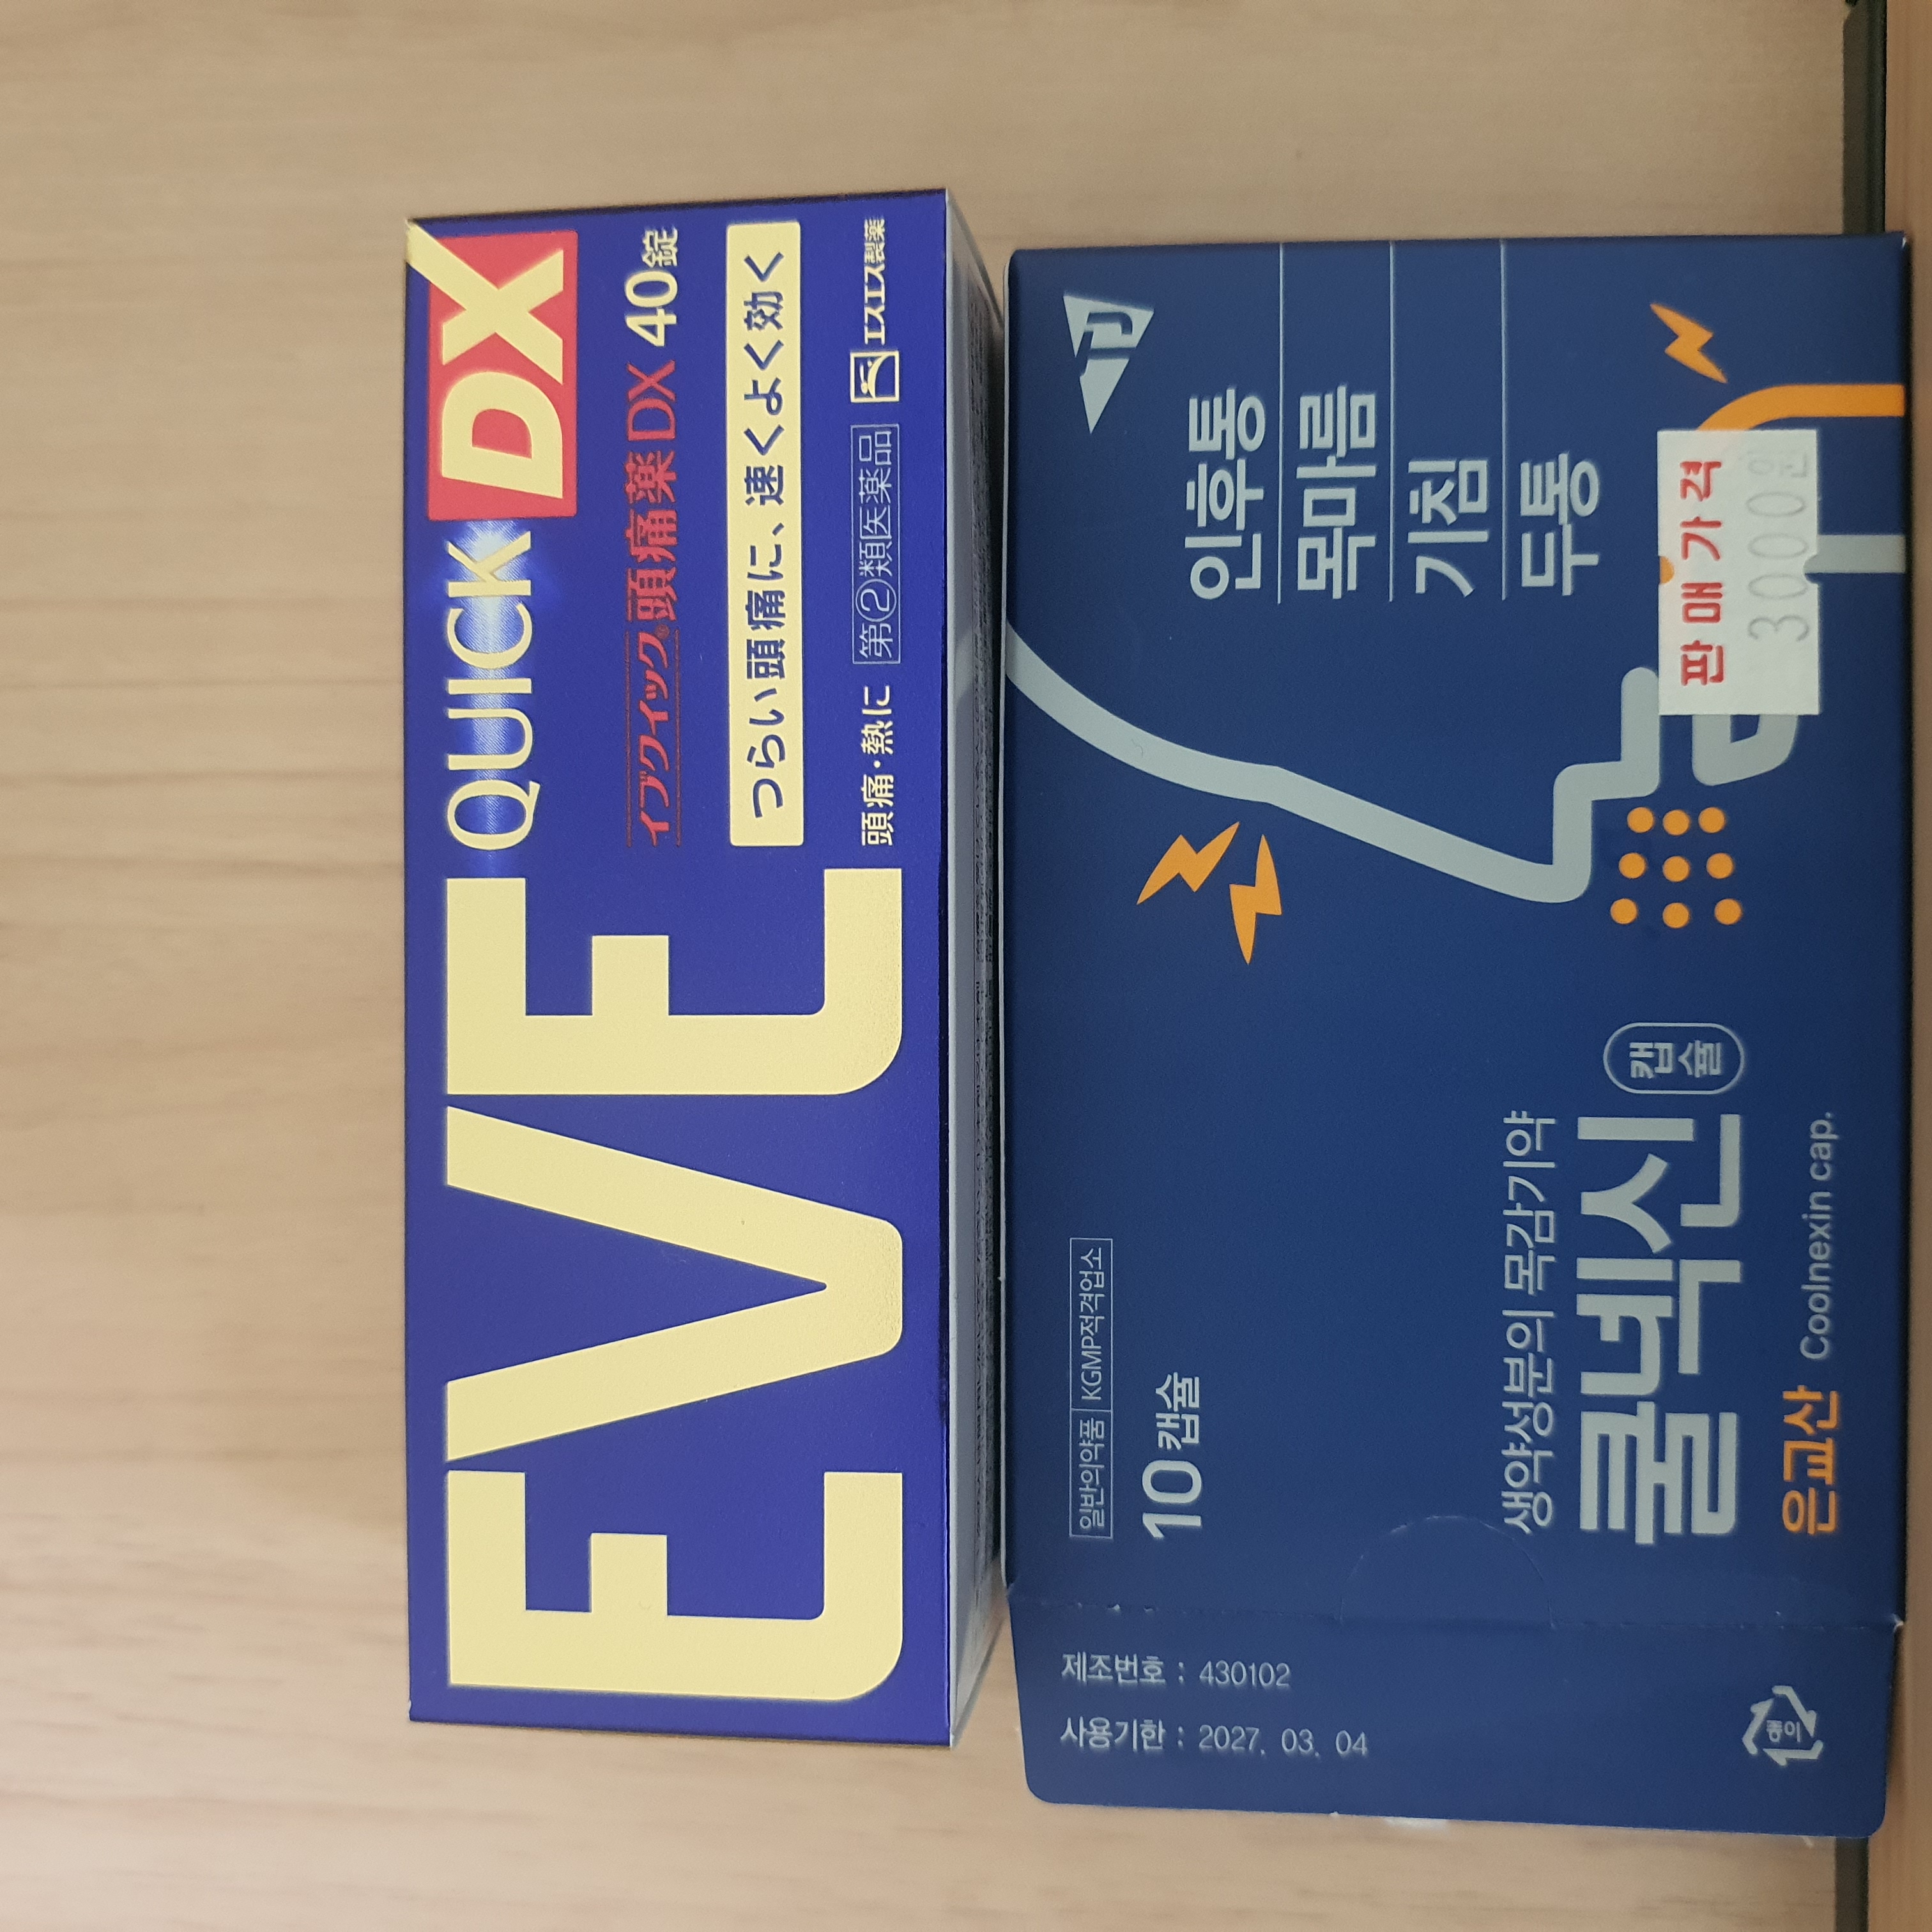 EVE QUICK DX
イブクイック®頭痛薬DX 40錠
つらい頭痛に、速くよく効く
頭痛・熱に 第②類医薬品 エスエス製薬
일반의약품 KGMP적격업소
10캡슐
인후통
목마름
기침
두통
판매가격
3000원
생약성분의 목감기약
쿨넥신 캡슐
은교산 Coolnexin cap.
제조번호 : 430102
사용기한 : 2027. 03. 04
종이